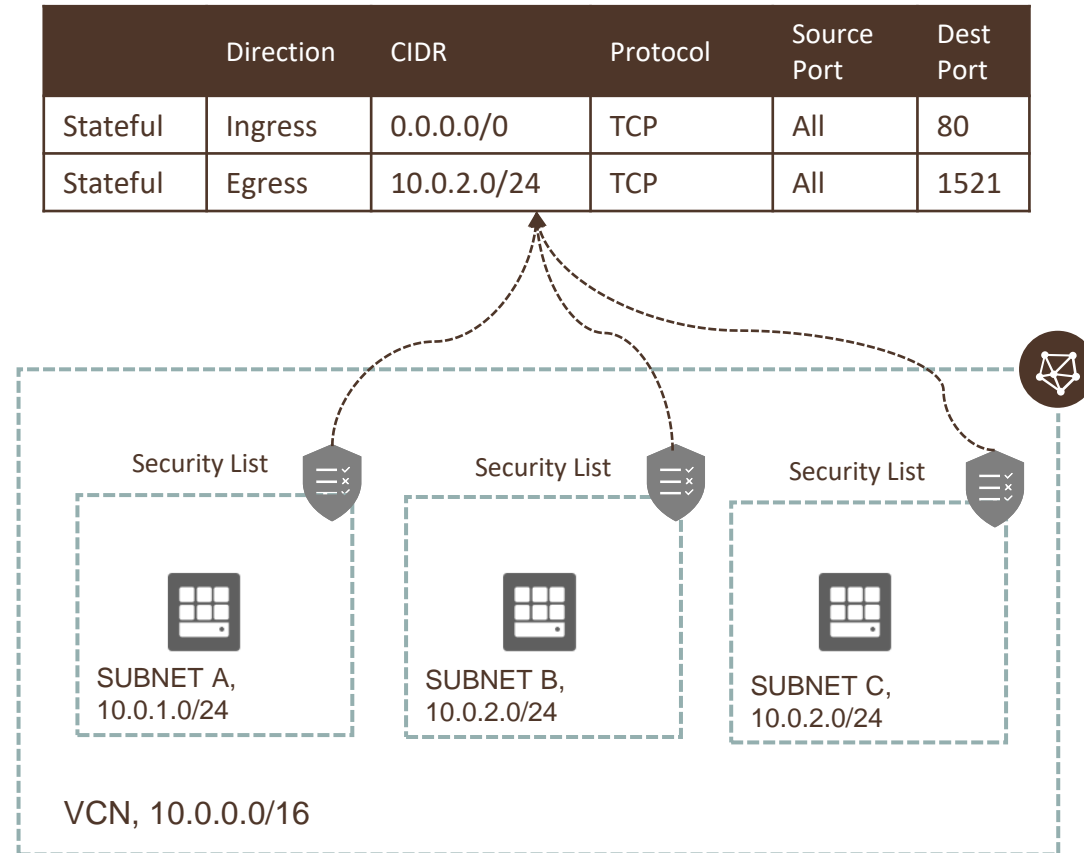 Direction CIDR Protocol Source Port Dest Port
Stateful Ingress 0.0.0.0/0 TCP All 80
Stateful Egress 10.0.2.0/24 TCP All 1521
Security List
Security List
Security List
SUBNET A,
10.0.1.0/24
SUBNET B,
10.0.2.0/24
SUBNET C,
10.0.2.0/24
VCN, 10.0.0.0/16